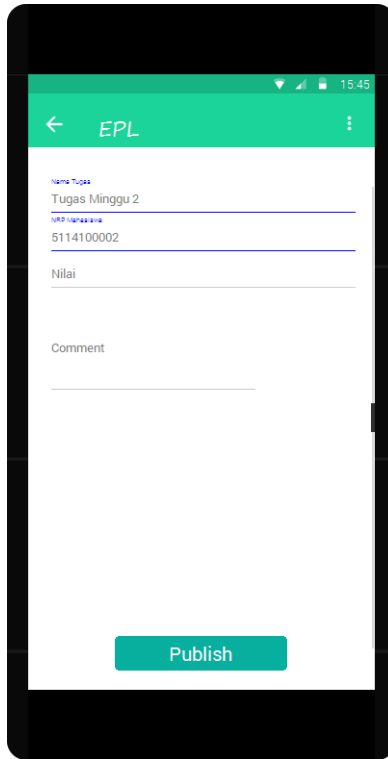 15:45
EPL
Nama Tugas
Tugas Minggu 2
NRP Mahasiswa
5114100002
Nilai
Comment
Publish